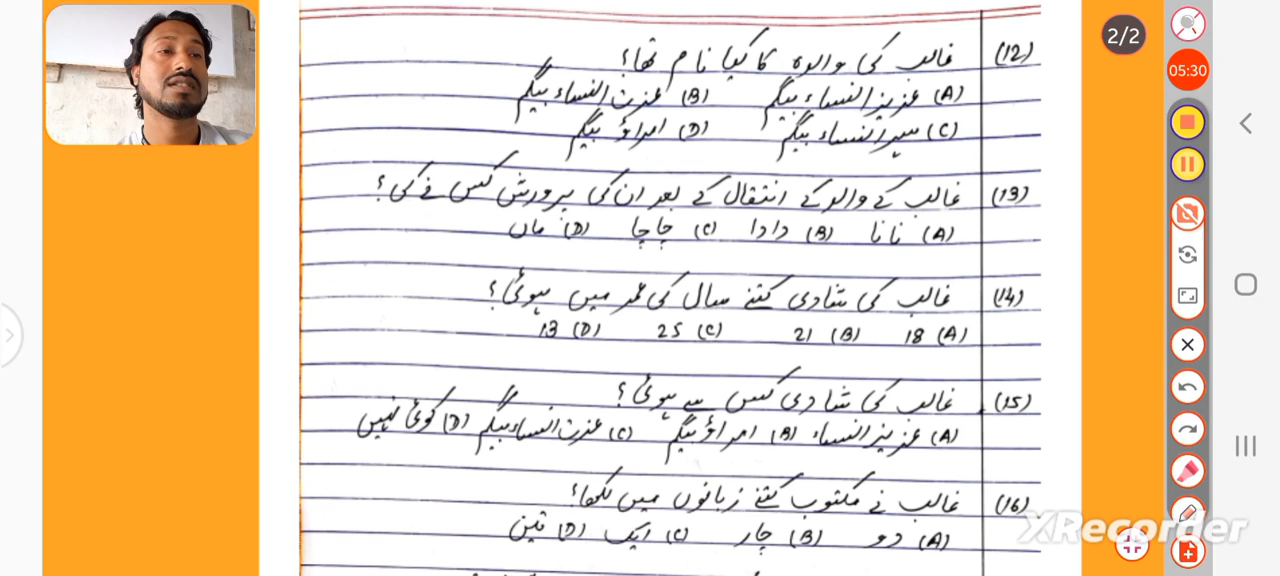 2/2
05:30
(12) غالب کی والدہ کا کیا نام تھا؟
(A) عزیز النساء بیگم (B) عزت النساء بیگم
(C) میر النساء بیگم (D) امراؤ بیگم
(13) غالب کے والد کے انتقال کے بعد ان کی پرورش کس نے کی؟
(A) نانا (B) دادا (C) چاچا (D) ماں
(14) غالب کی شادی کتنے سال کی عمر میں ہوئی؟
(A) 18 (B) 21 (C) 25 (D) 13
(15) غالب کی شادی کس سے ہوئی؟
(A) عزیز النساء (B) امراؤ بیگم (C) عزت النساء بیگم (D) کوئی نہیں
(16) غالب نے مکتوب کتنے زبانوں میں لکھا؟
(A) دو (B) چار (C) ایک (D) تین
XRecorder